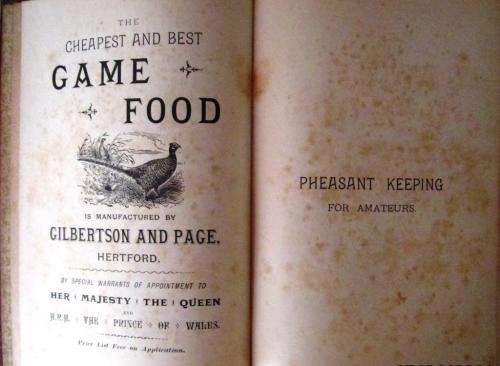 THE
CHEAPEST AND BEST
GAME
FOOD
IS MANUFACTURED BY
GILBERTSON AND PAGE,
HERTFORD.
BY SPECIAL WARRANTS OF APPOINTMENT TO
HER MAJESTY THE QUEEN
AND
H.R.H. THE PRINCE OF WALES.
Price List Free on Application.
PHEASANT KEEPING
FOR AMATEURS.